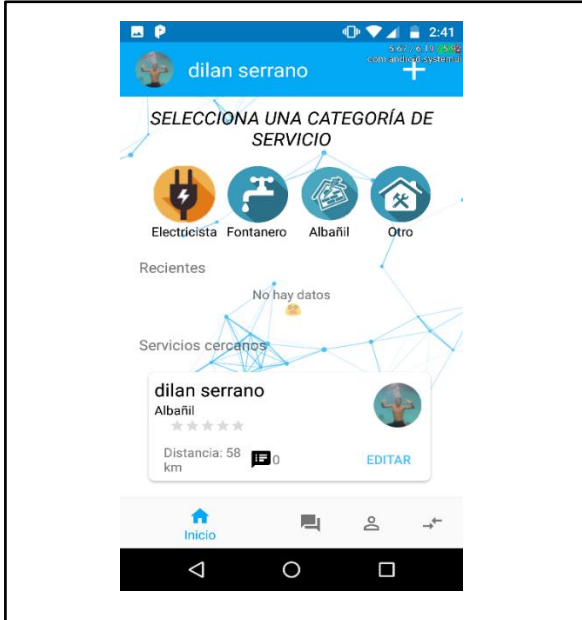 2:41
dilan serrano
SELECCIONA UNA CATEGORÍA DE
SERVICIO
Electricista Fontanero Albañil Otro
Recientes
No hay datos
Servicios cercanos
dilan serrano
Albañil
Distancia: 58
km
0
EDITAR
Inicio